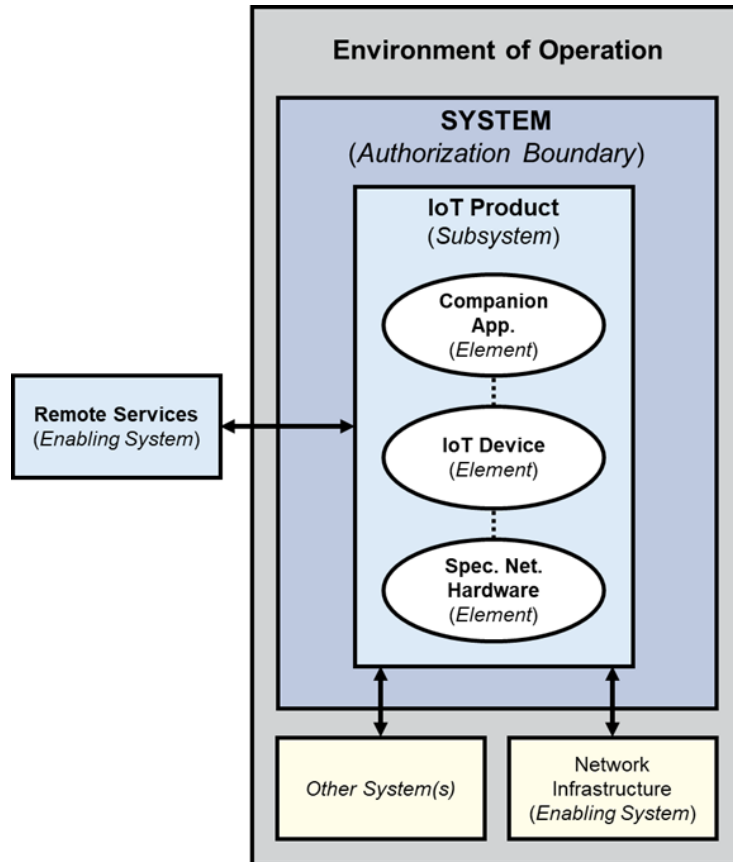 Environment of Operation
SYSTEM
(Authorization Boundary)
IoT Product
(Subsystem)
Companion
App.
(Element)
Remote Services
(Enabling System)
IoT Device
(Element)
Spec. Net.
Hardware
(Element)
Other System(s)
Network
Infrastructure
(Enabling System)